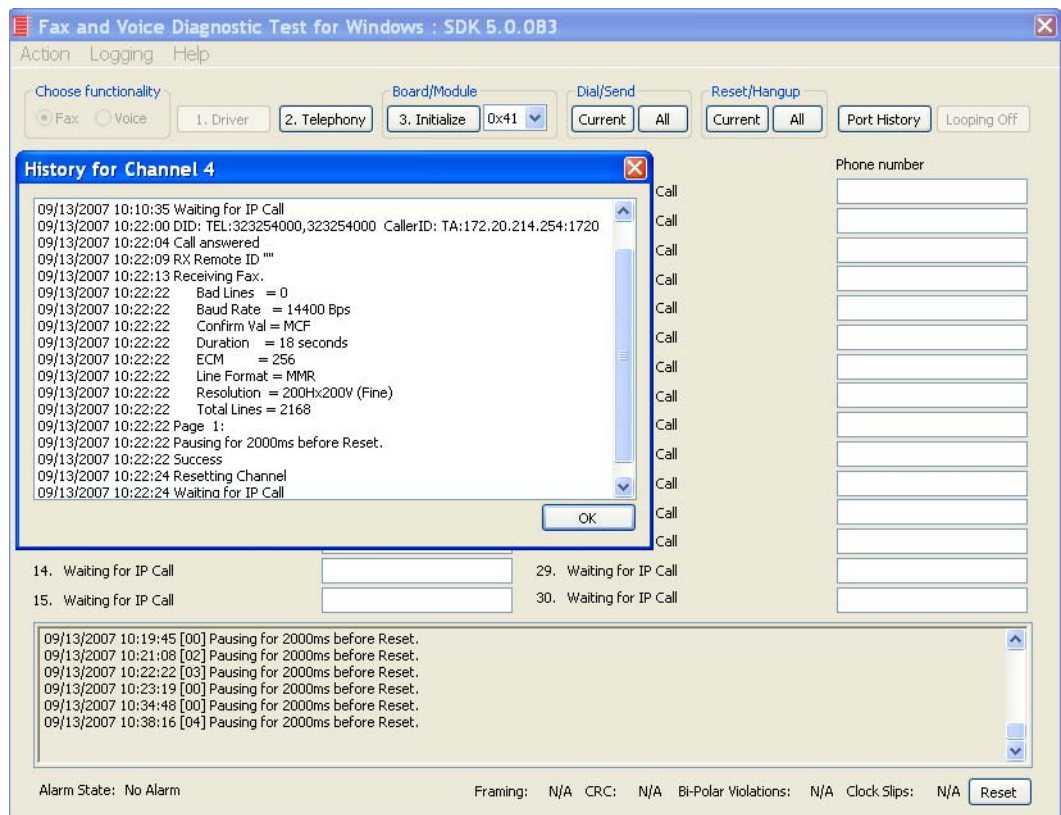 Fax and Voice Diagnostic Test for Windows : SDK 5.0.0B3
Action Logging Help
Choose functionality
Fax Voice
1. Driver
2. Telephony
Board/Module
3. Initialize 0x41
Dial/Send
Current All
Reset/Hangup
Current All
Port History
Looping Off
Phone number
History for Channel 4
09/13/2007 10:10:35 Waiting for IP Call
09/13/2007 10:22:00 DID: TEL:323254000,323254000 CallerID: TA:172.20.214.254:1720
09/13/2007 10:22:04 Call answered
09/13/2007 10:22:09 RX Remote ID ""
09/13/2007 10:22:13 Receiving Fax.
09/13/2007 10:22:22 Bad Lines = 0
09/13/2007 10:22:22 Baud Rate = 14400 Bps
09/13/2007 10:22:22 Confirm Val = MCF
09/13/2007 10:22:22 Duration = 18 seconds
09/13/2007 10:22:22 ECM = 256
09/13/2007 10:22:22 Line Format = MMR
09/13/2007 10:22:22 Resolution = 200Hx200V (Fine)
09/13/2007 10:22:22 Total Lines = 2168
09/13/2007 10:22:22 Page 1:
09/13/2007 10:22:22 Pausing for 2000ms before Reset.
09/13/2007 10:22:22 Success
09/13/2007 10:22:24 Resetting Channel
09/13/2007 10:22:24 Waiting for IP Call
OK
Call
Call
Call
Call
Call
Call
Call
Call
Call
Call
Call
Call
Call
14. Waiting for IP Call
29. Waiting for IP Call
15. Waiting for IP Call
30. Waiting for IP Call
09/13/2007 10:19:45 [00] Pausing for 2000ms before Reset.
09/13/2007 10:21:08 [02] Pausing for 2000ms before Reset.
09/13/2007 10:22:22 [03] Pausing for 2000ms before Reset.
09/13/2007 10:23:19 [00] Pausing for 2000ms before Reset.
09/13/2007 10:34:48 [00] Pausing for 2000ms before Reset.
09/13/2007 10:38:16 [04] Pausing for 2000ms before Reset.
Alarm State: No Alarm
Framing: N/A CRC: N/A Bi-Polar Violations: N/A Clock Slips: N/A Reset